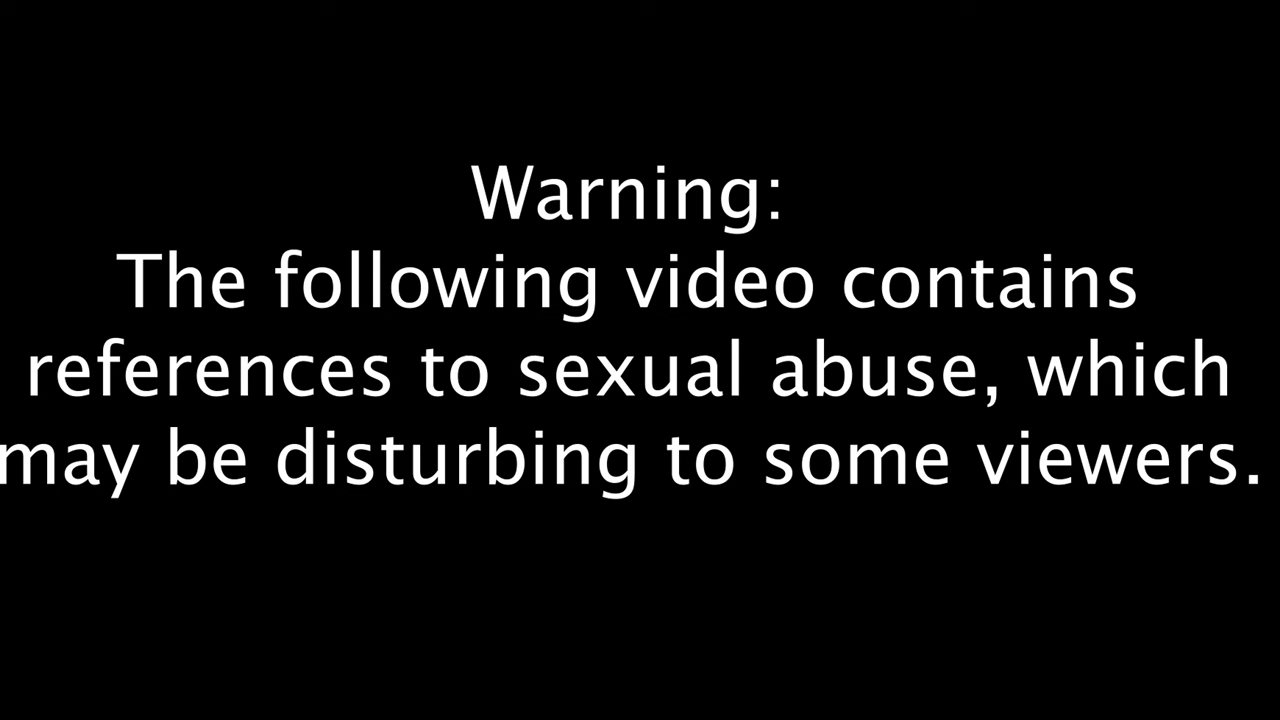 Warning:
The following video contains
references to sexual abuse, which
may be disturbing to some viewers.